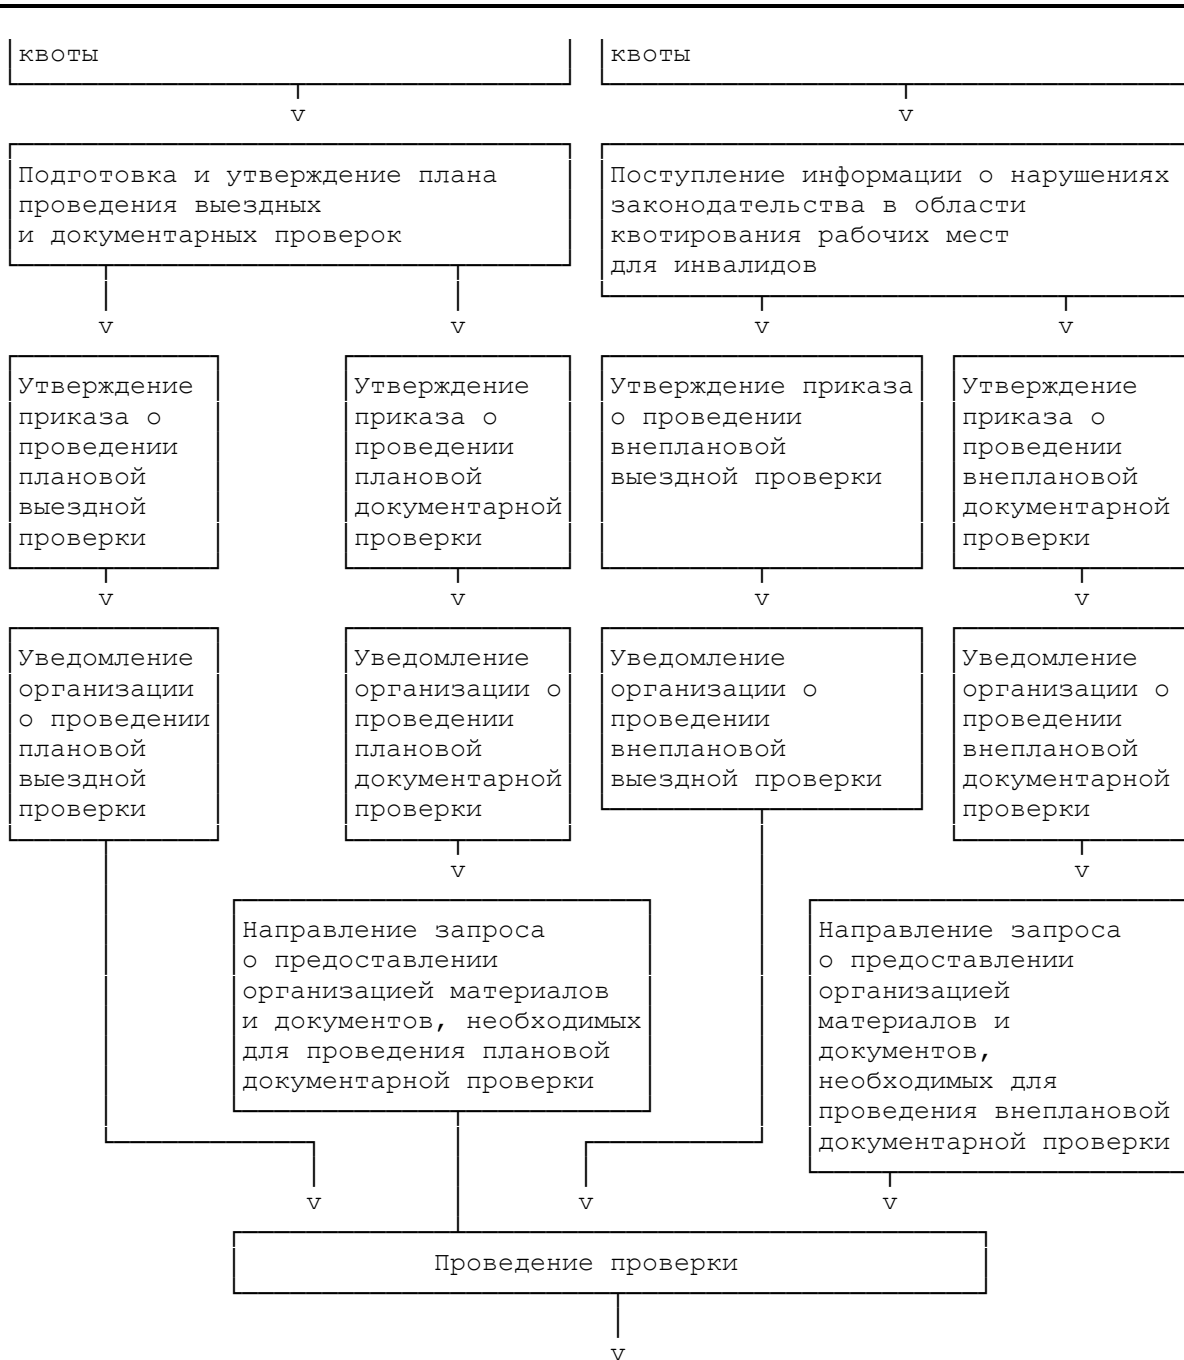 квоты
квоты
v
v
Подготовка и утверждение плана
проведения выездных
и документарных проверок
Поступление информации о нарушениях
законодательства в области
квотирования рабочих мест
для инвалидов
v
v
v
v
Утверждение
приказа о
проведении
плановой
выездной
проверки
Утверждение
приказа о
проведении
плановой
документарной
проверки
Утверждение приказа
о проведении
внеплановой
выездной проверки
Утверждение
приказа о
проведении
внеплановой
документарной
проверки
v
v
v
v
Уведомление
организации
о проведении
плановой
выездной
проверки
Уведомление
организации о
проведении
плановой
документарной
проверки
Уведомление
организации о
проведении
внеплановой
выездной проверки
Уведомление
организации о
проведении
внеплановой
документарной
проверки
v
v
Направление запроса
о предоставлении
организацией материалов
и документов, необходимых
для проведения плановой
документарной проверки
Направление запроса
о предоставлении
организацией
материалов и
документов,
необходимых для
проведения внеплановой
документарной проверки
v
v
v
Проведение проверки
v